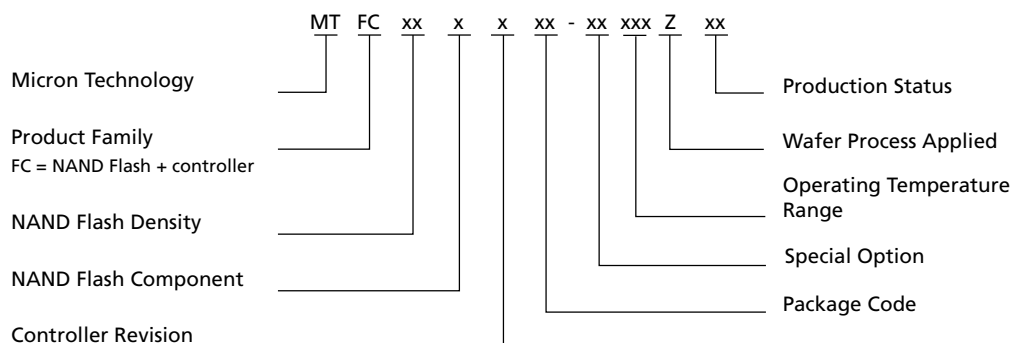 MT FC xx x x xx - xx xxx Z xx
Micron Technology
Product Family
FC = NAND Flash + controller
NAND Flash Density
NAND Flash Component
Controller Revision
Production Status
Wafer Process Applied
Operating Temperature
Range
Special Option
Package Code